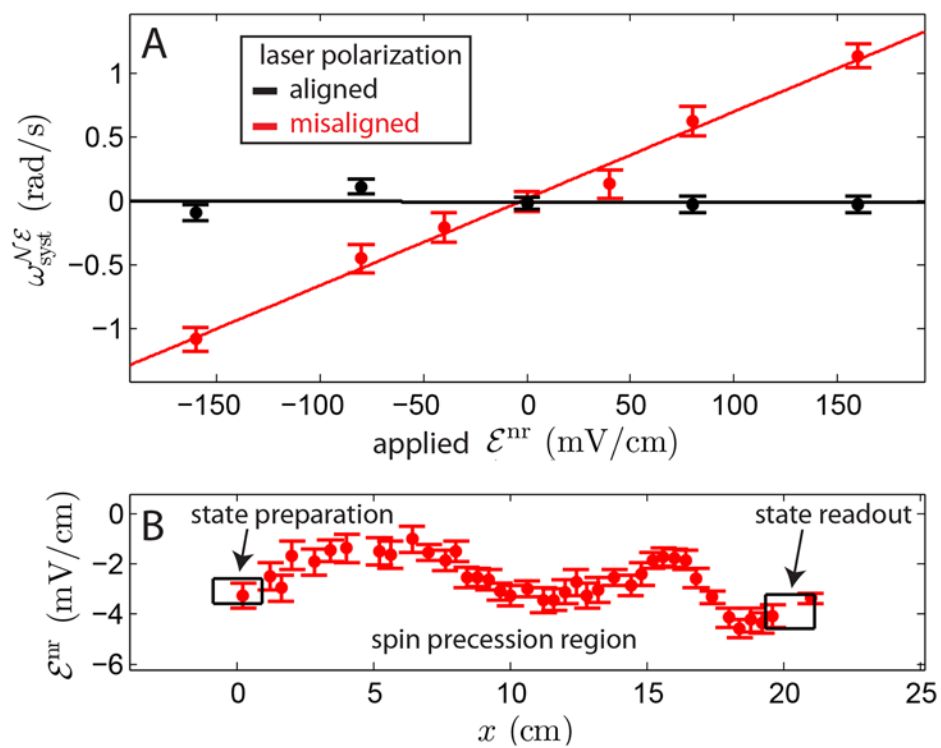 A
laser polarization
aligned
misaligned
1
0.5
0
−0.5
−1
ω_syst^{𝒩ℰ} (rad/s)
−150 −100 −50 0 50 100 150
applied ℰ^nr (mV/cm)
B
state preparation
state readout
spin precession region
0
−2
−4
−6
ℰ^nr (mV/cm)
0 5 10 15 20 25
x (cm)